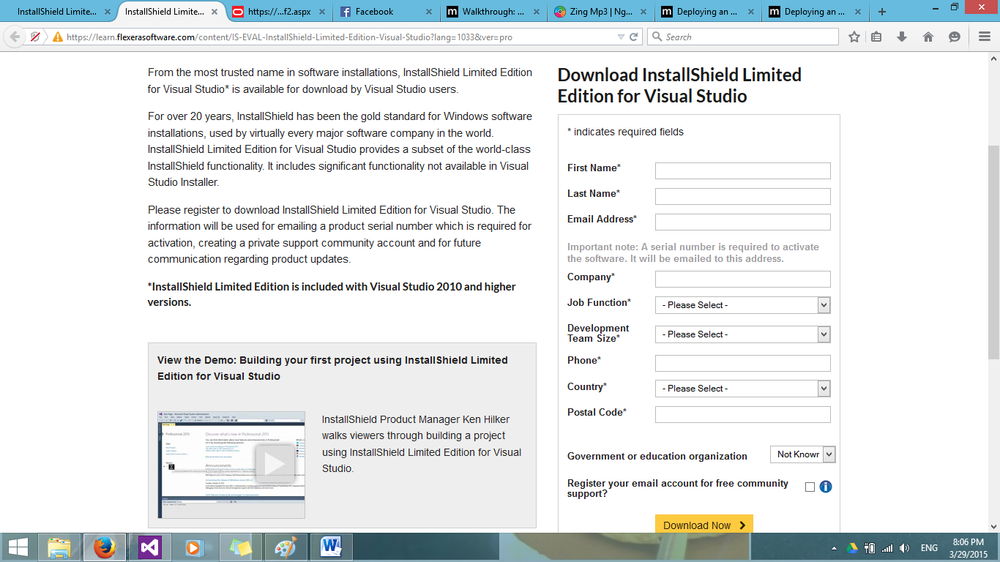 InstallShield Limite...
InstallShield Limite...
https://...f2.aspx
Facebook
Walkthrough: ...
Zing Mp3 | Ng...
Deploying an ...
Deploying an ...
https://learn.flexerasoftware.com/content/IS-EVAL-InstallShield-Limited-Edition-Visual-Studio?lang=1033&ver=pro
Search
From the most trusted name in software installations, InstallShield Limited Edition
for Visual Studio* is available for download by Visual Studio users.
For over 20 years, InstallShield has been the gold standard for Windows software
installations, used by virtually every major software company in the world.
InstallShield Limited Edition for Visual Studio provides a subset of the world-class
InstallShield functionality. It includes significant functionality not available in Visual
Studio Installer.
Please register to download InstallShield Limited Edition for Visual Studio. The
information will be used for emailing a product serial number which is required for
activation, creating a private support community account and for future
communication regarding product updates.
*InstallShield Limited Edition is included with Visual Studio 2010 and higher
versions.
View the Demo: Building your first project using InstallShield Limited
Edition for Visual Studio
Professional 2013
Discover what's new in Professional
2013
Announcements
InstallShield Product Manager Ken Hilker
walks viewers through building a project
using InstallShield Limited Edition for Visual
Studio.
Download InstallShield Limited
Edition for Visual Studio
* indicates required fields
First Name*
Last Name*
Email Address*
Important note: A serial number is required to activate
the software. It will be emailed to this address.
Company*
Job Function*
- Please Select -
Development
Team Size*
- Please Select -
Phone*
Country*
- Please Select -
Postal Code*
Government or education organization
Not Known
Register your email account for free community
support?
Download Now
ENG
8:06 PM
3/29/2015